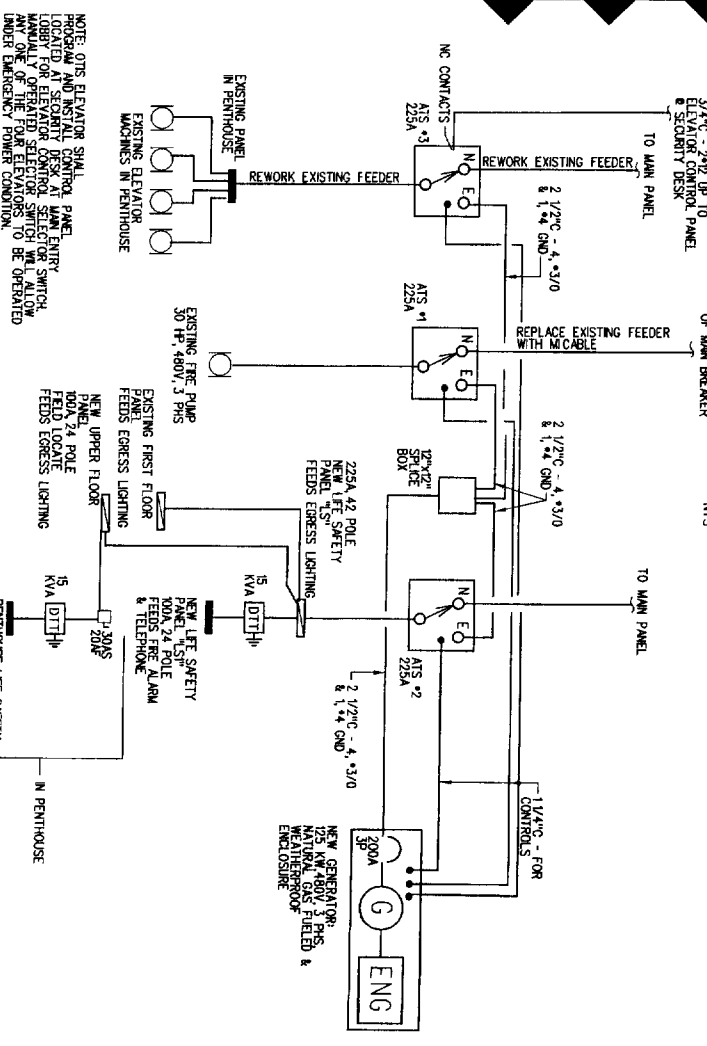 3/4"C - 2#12 UP TO
ELEVATOR CONTROL PANEL
@ SECURITY DESK
TO MAIN PANEL
OF MAIN BREAKER
NTS
TO MAIN PANEL
NC CONTACTS
ATS #3
225A
N
E
REWORK EXISTING FEEDER
2 1/2"C - 4, #3/0
& 1, #4 GND
REWORK EXISTING FEEDER
EXISTING PANEL
IN PENTHOUSE
EXISTING ELEVATOR
MACHINES IN PENTHOUSE
NOTE: OTIS ELEVATOR SHALL
PROGRAM AND INSTALL CONTROL PANEL
LOCATED AT SECURITY DESK AT MAIN ENTRY
LOBBY FOR ELEVATOR CONTROL SELECTOR SWITCH.
MANUALLY OPERATED SELECTOR SWITCH WILL ALLOW
ANY ONE OF THE FOUR ELEVATORS TO BE OPERATED
UNDER EMERGENCY POWER CONDITION.
ATS #1
225A
N
E
REPLACE EXISTING FEEDER
WITH MI CABLE
EXISTING FIRE PUMP
30 HP, 480V, 3 PHS
2 1/2"C - 4, #3/0
& 1, #4 GND
12"x12"
SPLICE
BOX
ATS #2
225A
N
E
225A, 42 POLE
NEW LIFE SAFETY
PANEL "LS"
FEEDS EGRESS LIGHTING
EXISTING FIRST FLOOR
PANEL
FEEDS EGRESS LIGHTING
NEW UPPER FLOOR
PANEL
100A, 24 POLE
FIELD LOCATE
FEEDS EGRESS LIGHTING
15
KVA
DTT
NEW LIFE SAFETY
PANEL "LS1"
100A, 24 POLE
FEEDS FIRE ALARM
& TELEPHONE
30AS
20AF
15
KVA
DTT
IN PENTHOUSE
2 1/2"C - 4, #3/0
& 1, #4 GND
1 1/4"C - FOR
CONTROLS
200A
3P
G
ENG
NEW GENERATOR:
125 KW, 480V, 3 PHS,
NATURAL GAS FUELED &
WEATHERPROOF
ENCLOSURE